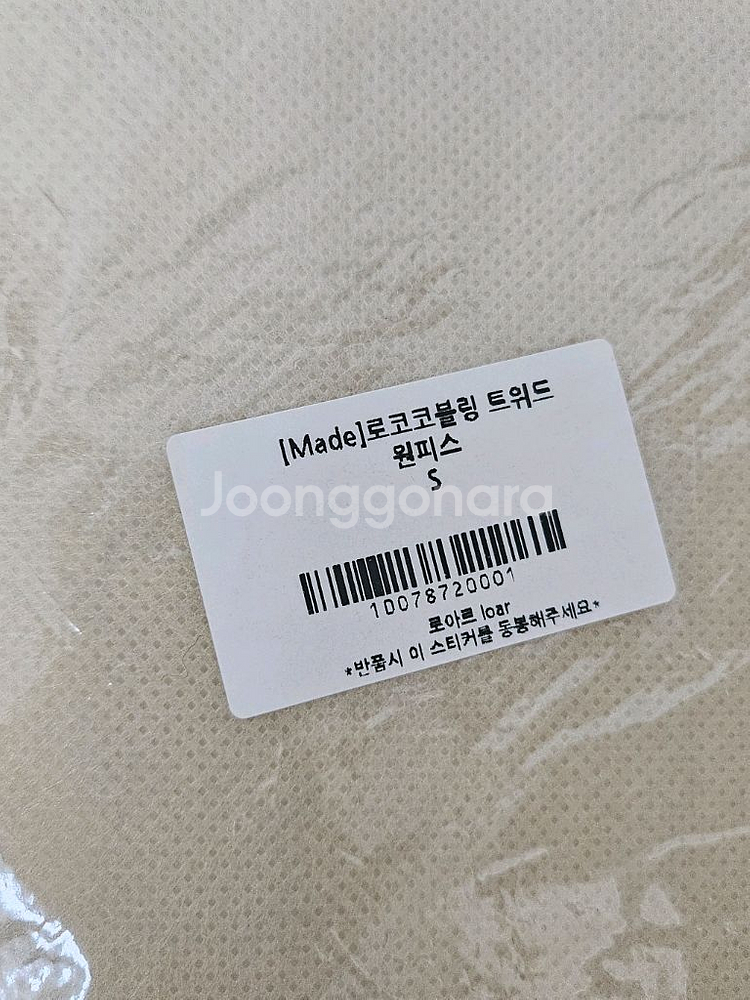 [Made]로코코블링 트위드
원피스
S
Joonggonara
10078720001
로아르 loar
*반품시 이 스티커를 동봉해주세요*